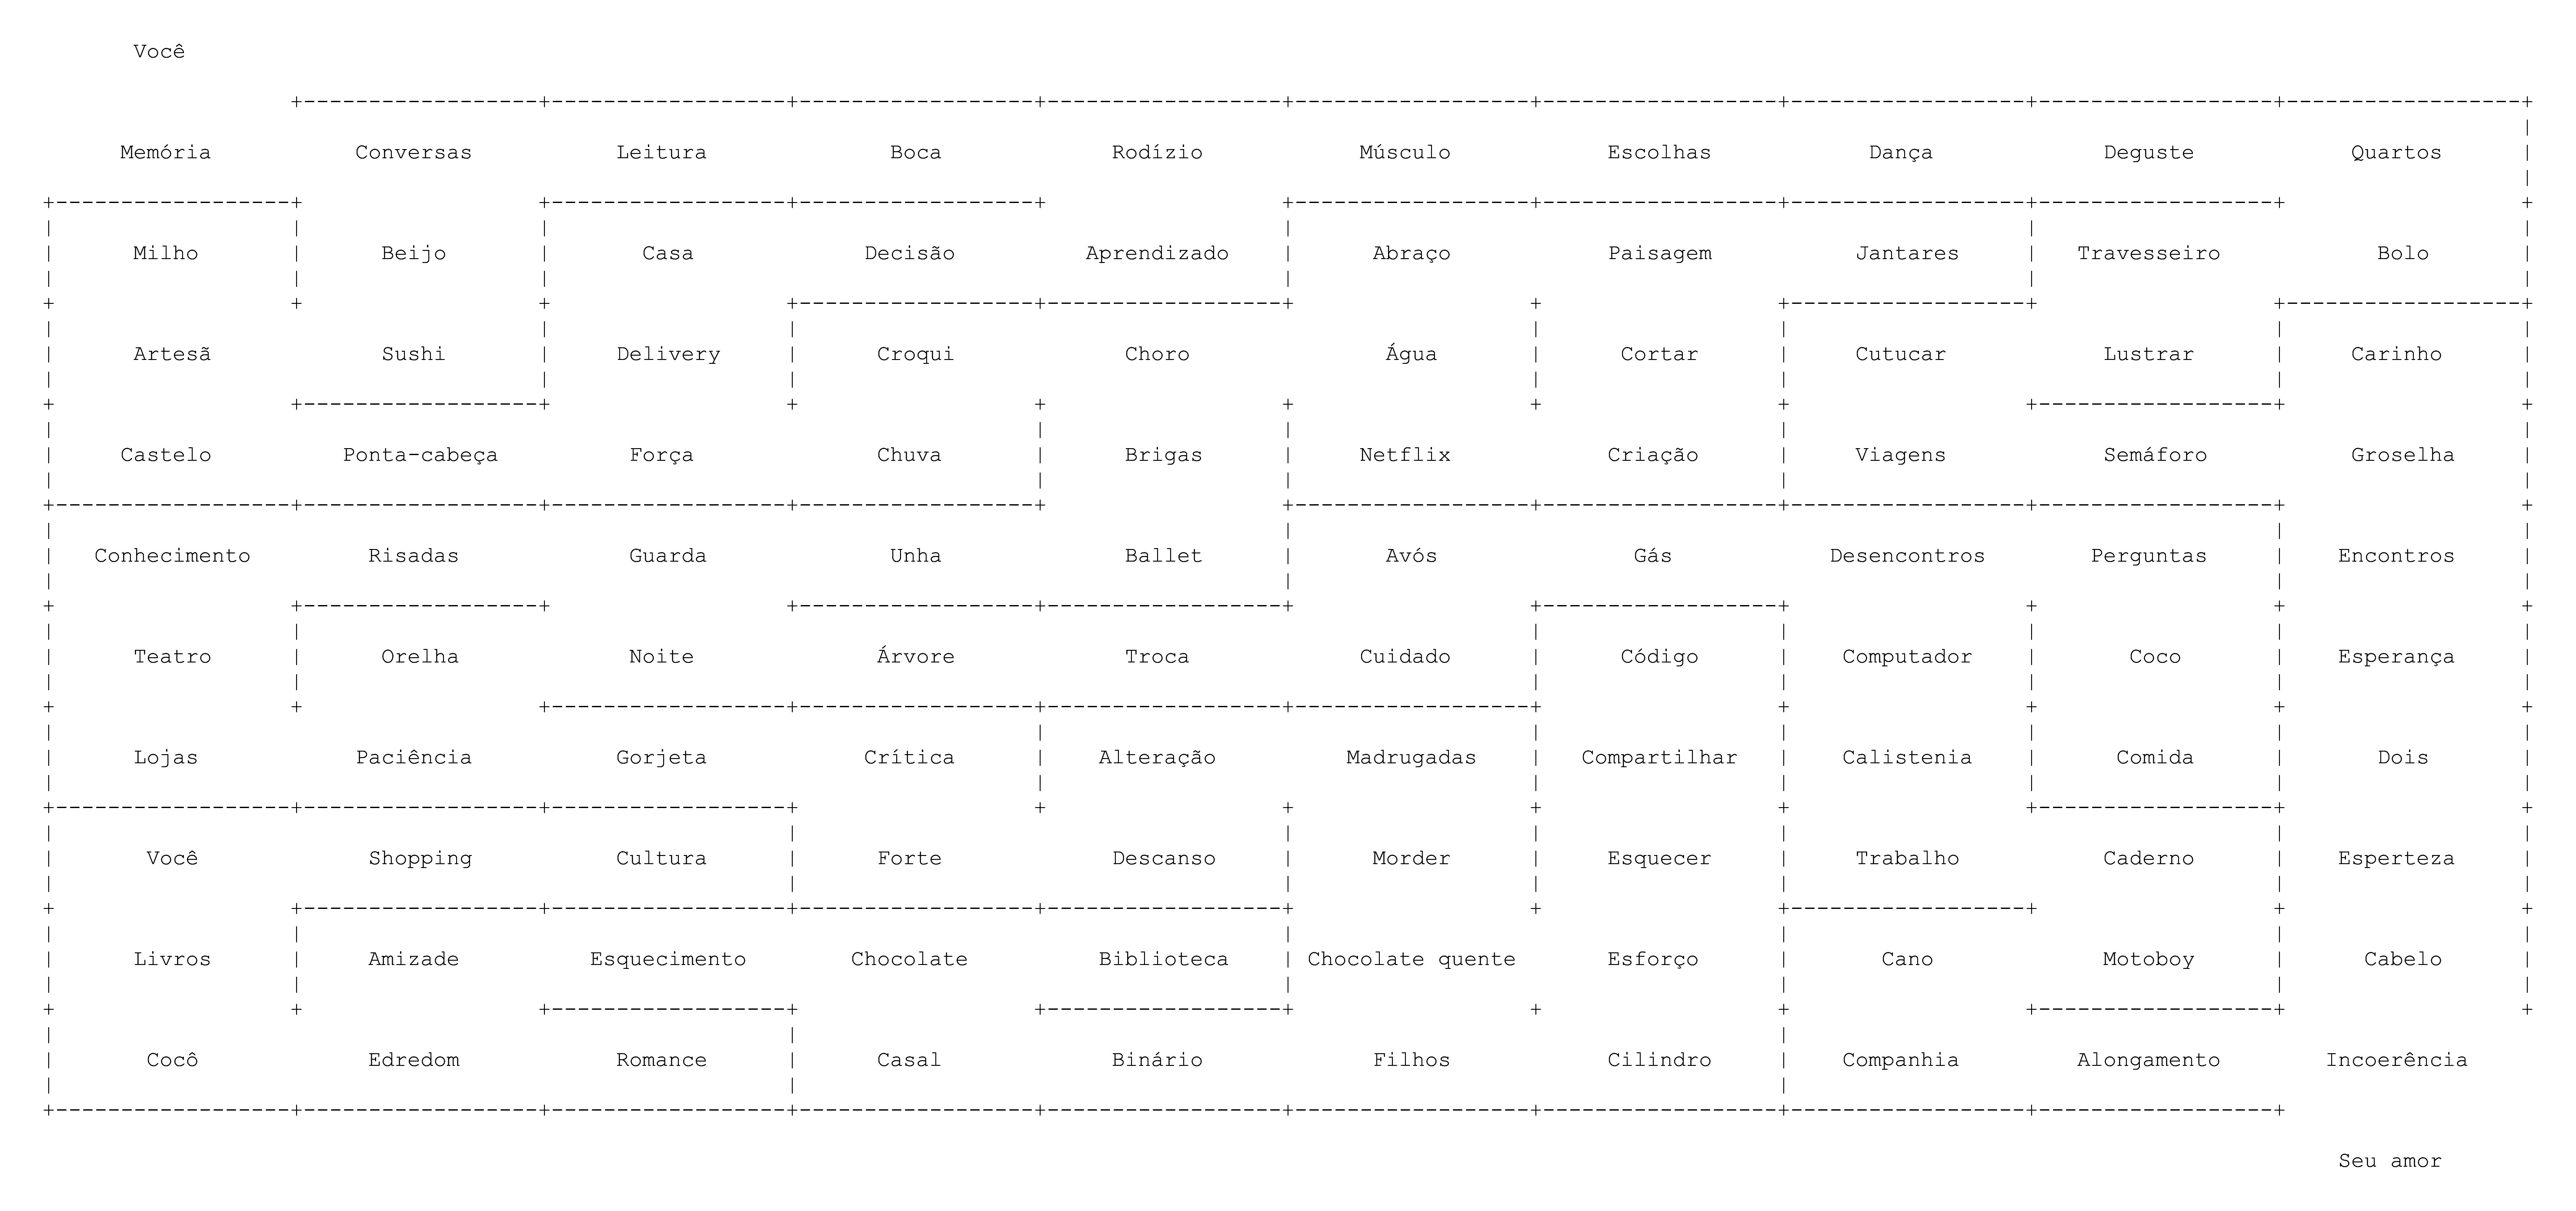 Você
Memória Conversas Leitura Boca Rodízio Músculo Escolhas Dança Deguste Quartos
Milho Beijo Casa Decisão Aprendizado Abraço Paisagem Jantares Travesseiro Bolo
Artesã Sushi Delivery Croqui Choro Água Cortar Cutucar Lustrar Carinho
Castelo Ponta-cabeça Força Chuva Brigas Netflix Criação Viagens Semáforo Groselha
Conhecimento Risadas Guarda Unha Ballet Avós Gás Desencontros Perguntas Encontros
Teatro Orelha Noite Árvore Troca Cuidado Código Computador Coco Esperança
Lojas Paciência Gorjeta Crítica Alteração Madrugadas Compartilhar Calistenia Comida Dois
Você Shopping Cultura Forte Descanso Morder Esquecer Trabalho Caderno Esperteza
Livros Amizade Esquecimento Chocolate Biblioteca Chocolate quente Esforço Cano Motoboy Cabelo
Cocô Edredom Romance Casal Binário Filhos Cilindro Companhia Alongamento Incoerência
Seu amor